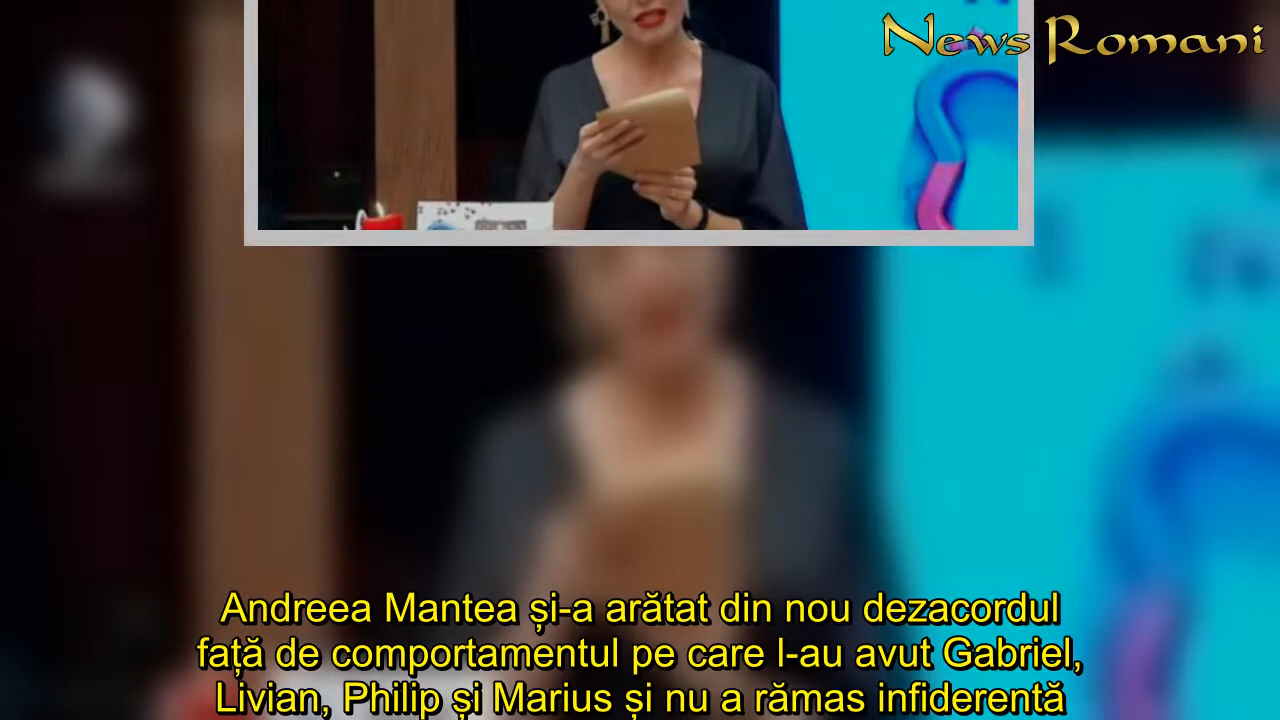 News Romani
Andreea Mantea și-a arătat din nou dezacordul
față de comportamentul pe care l-au avut Gabriel,
Livian, Philip și Marius și nu a rămas infiderentă